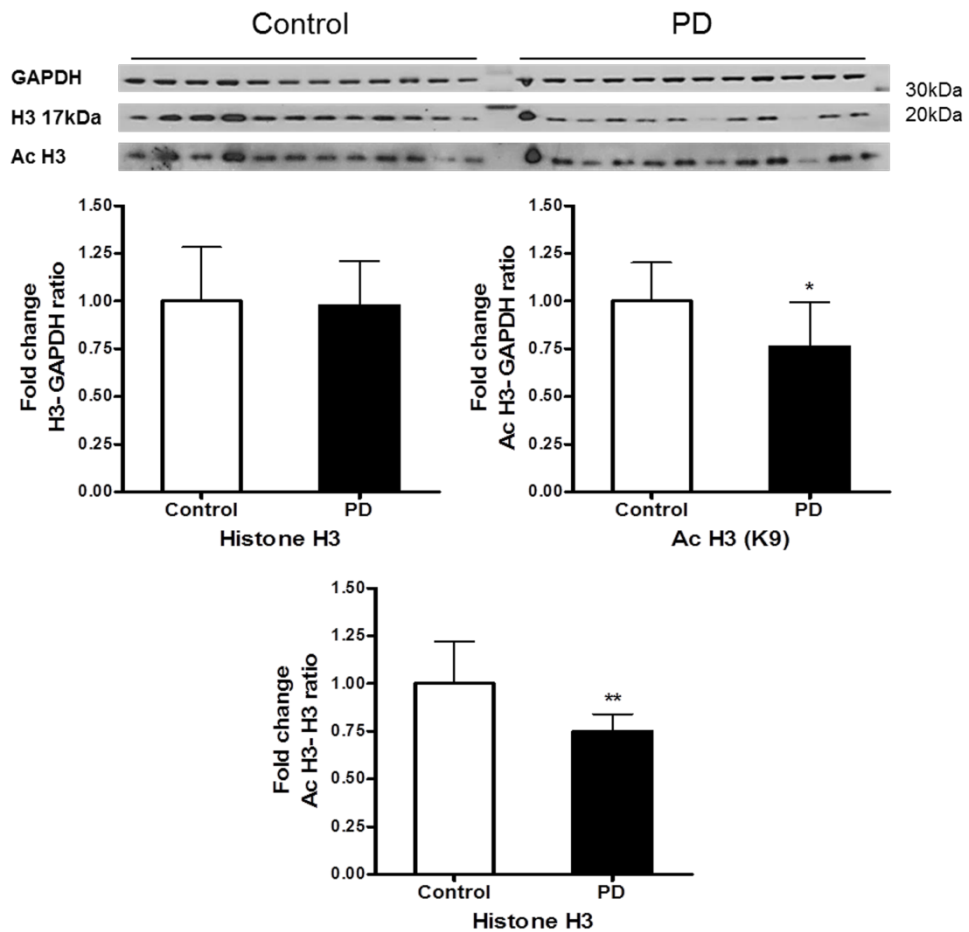 Control PD
GAPDH
30kDa
H3 17kDa
20kDa
Ac H3
Fold change
H3-GAPDH ratio
1.50
1.25
1.00
0.75
0.50
0.25
0.00
Control PD
Histone H3
Fold change
Ac H3-GAPDH ratio
1.50
1.25
1.00
0.75
0.50
0.25
0.00
*
Control PD
Ac H3 (K9)
Fold change
Ac H3-H3 ratio
1.50
1.25
1.00
0.75
0.50
0.25
0.00
**
Control PD
Histone H3